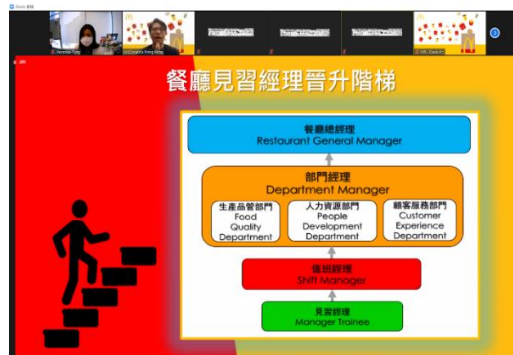 餐廳見習經理晉升階梯
餐廳總經理
Restaurant General Manager
部門經理
Department Manager
生產品管部門
Food
Quality
Department
人力資源部門
People
Development
Department
顧客服務部門
Customer
Experience
Department
值班經理
Shift Manager
見習經理
Manager Trainee